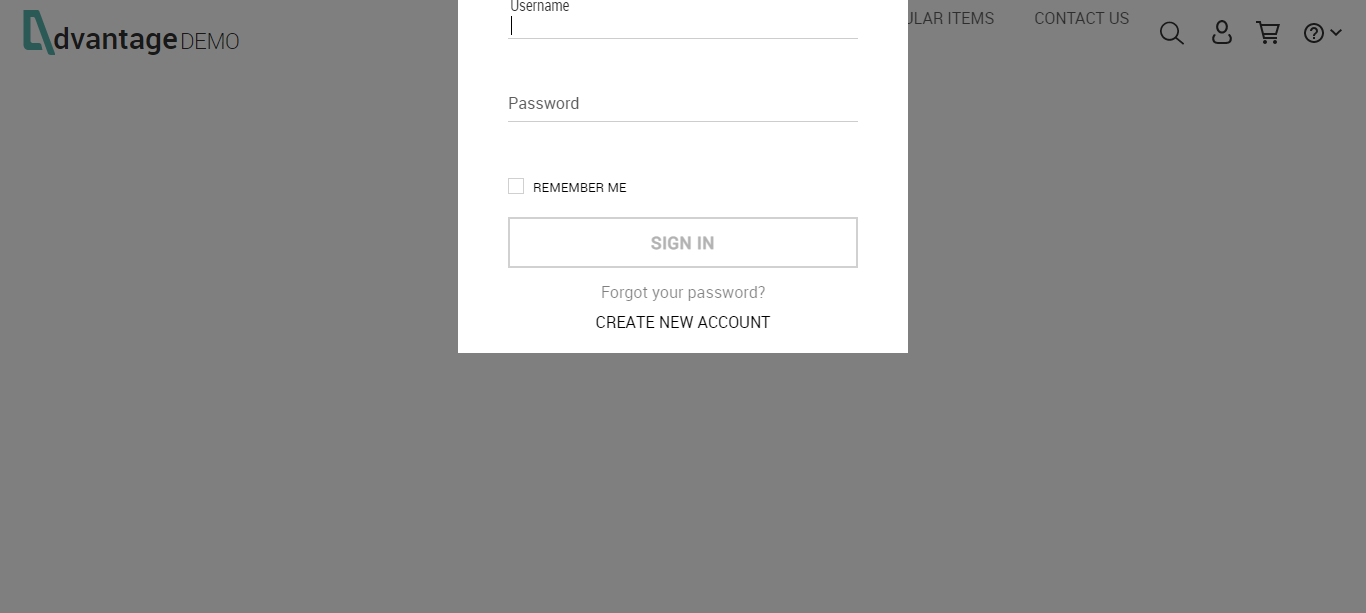 dvantage DEMO
ULAR ITEMS
CONTACT US
Username
Password
REMEMBER ME
SIGN IN
Forgot your password?
CREATE NEW ACCOUNT